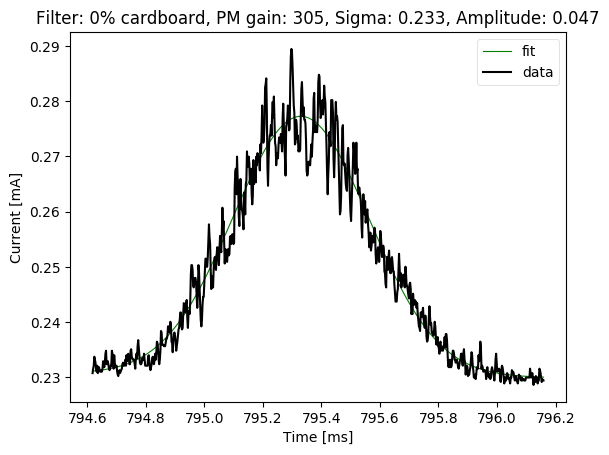 Filter: 0% cardboard, PM gain: 305, Sigma: 0.233, Amplitude: 0.047
fit
data
0.29
0.28
0.27
0.26
0.25
0.24
0.23
Current [mA]
794.6 794.8 795.0 795.2 795.4 795.6 795.8 796.0 796.2
Time [ms]